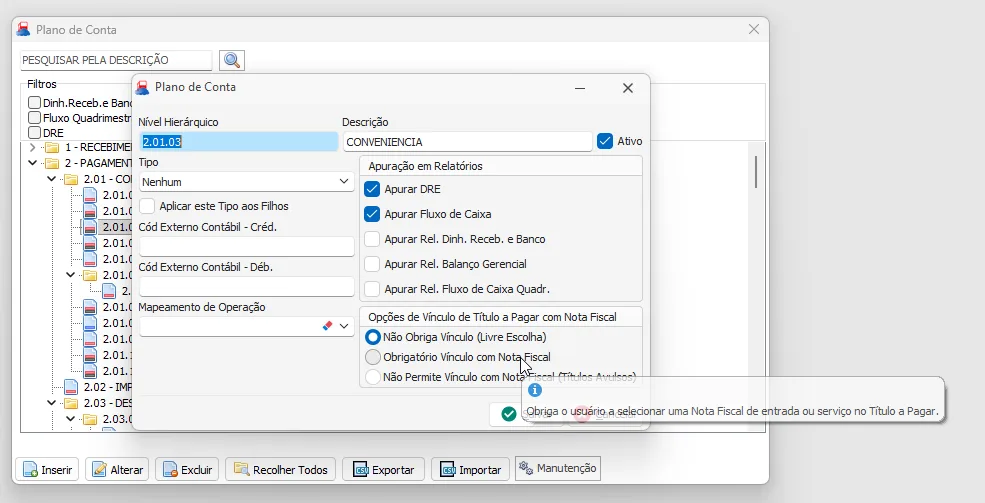 Plano de Conta
PESQUISAR PELA DESCRIÇÃO
Filtros
Dinh.Receb.e Banc
Fluxo Quadrimestr
DRE
1 - RECEBIME
2 - PAGAMENT
2.01 - CO
2.01.0
2.01.0
2.01.0
2.01.0
2.01.0
2.01.0
2.
2.01.0
2.01.0
2.01.0
2.01.1
2.02 - IMP
2.03 - DES
2.03.0
2.01.
Plano de Conta
Nível Hierárquico
2.01.03
Descrição
CONVENIENCIA
Ativo
Tipo
Nenhum
Aplicar este Tipo aos Filhos
Cód Externo Contábil - Créd.
Cód Externo Contábil - Déb.
Mapeamento de Operação
Apuração em Relatórios
Apurar DRE
Apurar Fluxo de Caixa
Apurar Rel. Dinh. Receb. e Banco
Apurar Rel. Balanço Gerencial
Apurar Rel. Fluxo de Caixa Quadr.
Opções de Vínculo de Título a Pagar com Nota Fiscal
Não Obriga Vínculo (Livre Escolha)
Obrigatório Vínculo com Nota Fiscal
Não Permite Vínculo com Nota Fiscal (Títulos Avulsos)
Obriga o usuário a selecionar uma Nota Fiscal de entrada ou serviço no Título a Pagar.
Inserir
Alterar
Excluir
Recolher Todos
Exportar
Importar
Manutenção